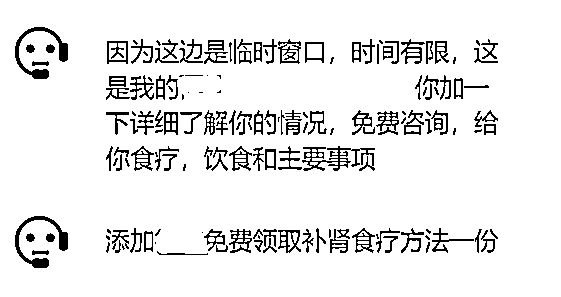 因为这边是临时窗口，时间有限，这
是我的 你加一
下详细了解你的情况，免费咨询，给
你食疗，饮食和主要事项
添加 免费领取补肾食疗方法一份